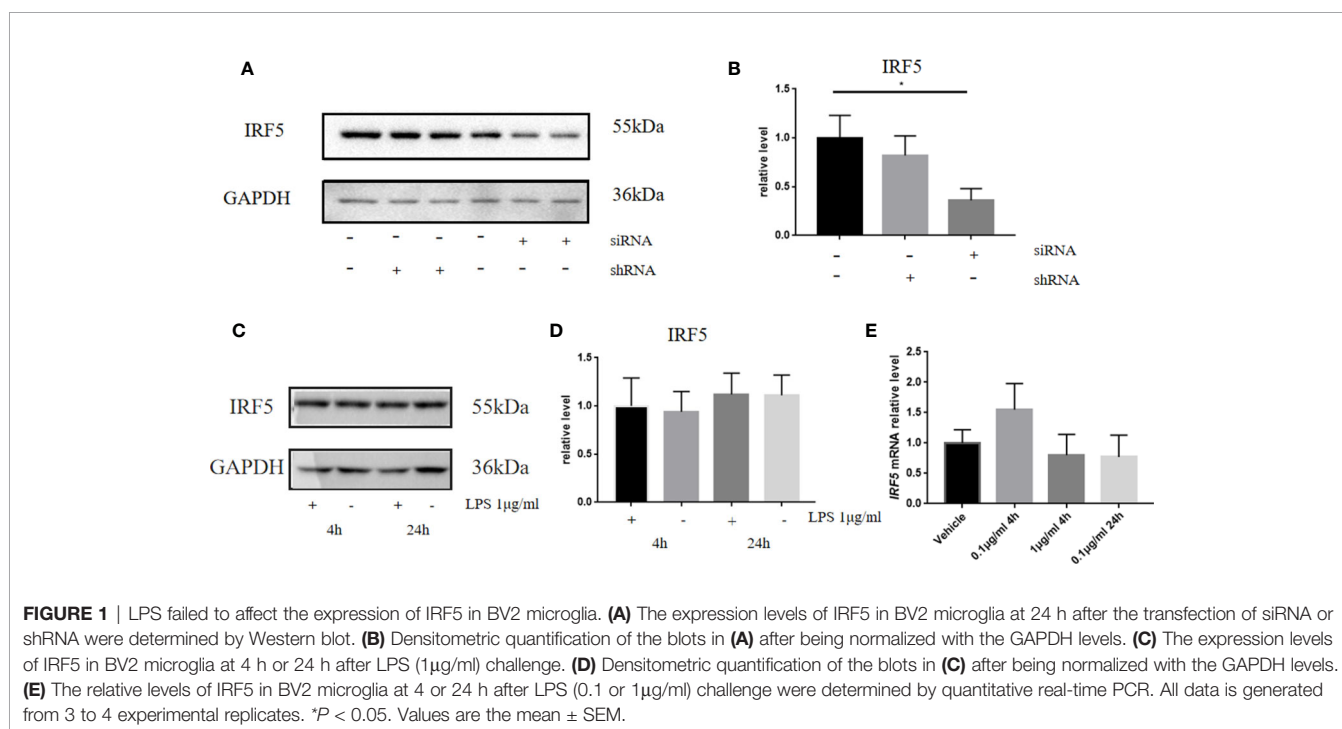 A
IRF5 55kDa
GAPDH 36kDa
- - - - + + siRNA
- + + - - - shRNA
B
IRF5
*
relative level
1.5
1.0
0.5
0.0
- - + siRNA
- + - shRNA
C
IRF5 55kDa
GAPDH 36kDa
+ - + - LPS 1μg/ml
4h 24h
D
IRF5
relative level
1.5
1.0
0.5
0.0
+ - + - LPS 1μg/ml
4h 24h
E
IRF5 mRNA relative level
2.5
2.0
1.5
1.0
0.5
0.0
Vehicle
0.1μg/ml 4h
1μg/ml 4h
0.1μg/ml 24h
FIGURE 1 | LPS failed to affect the expression of IRF5 in BV2 microglia. (A) The expression levels of IRF5 in BV2 microglia at 24 h after the transfection of siRNA or
shRNA were determined by Western blot. (B) Densitometric quantification of the blots in (A) after being normalized with the GAPDH levels. (C) The expression levels
of IRF5 in BV2 microglia at 4 h or 24 h after LPS (1μg/ml) challenge. (D) Densitometric quantification of the blots in (C) after being normalized with the GAPDH levels.
(E) The relative levels of IRF5 in BV2 microglia at 4 or 24 h after LPS (0.1 or 1μg/ml) challenge were determined by quantitative real-time PCR. All data is generated
from 3 to 4 experimental replicates. *P < 0.05. Values are the mean ± SEM.